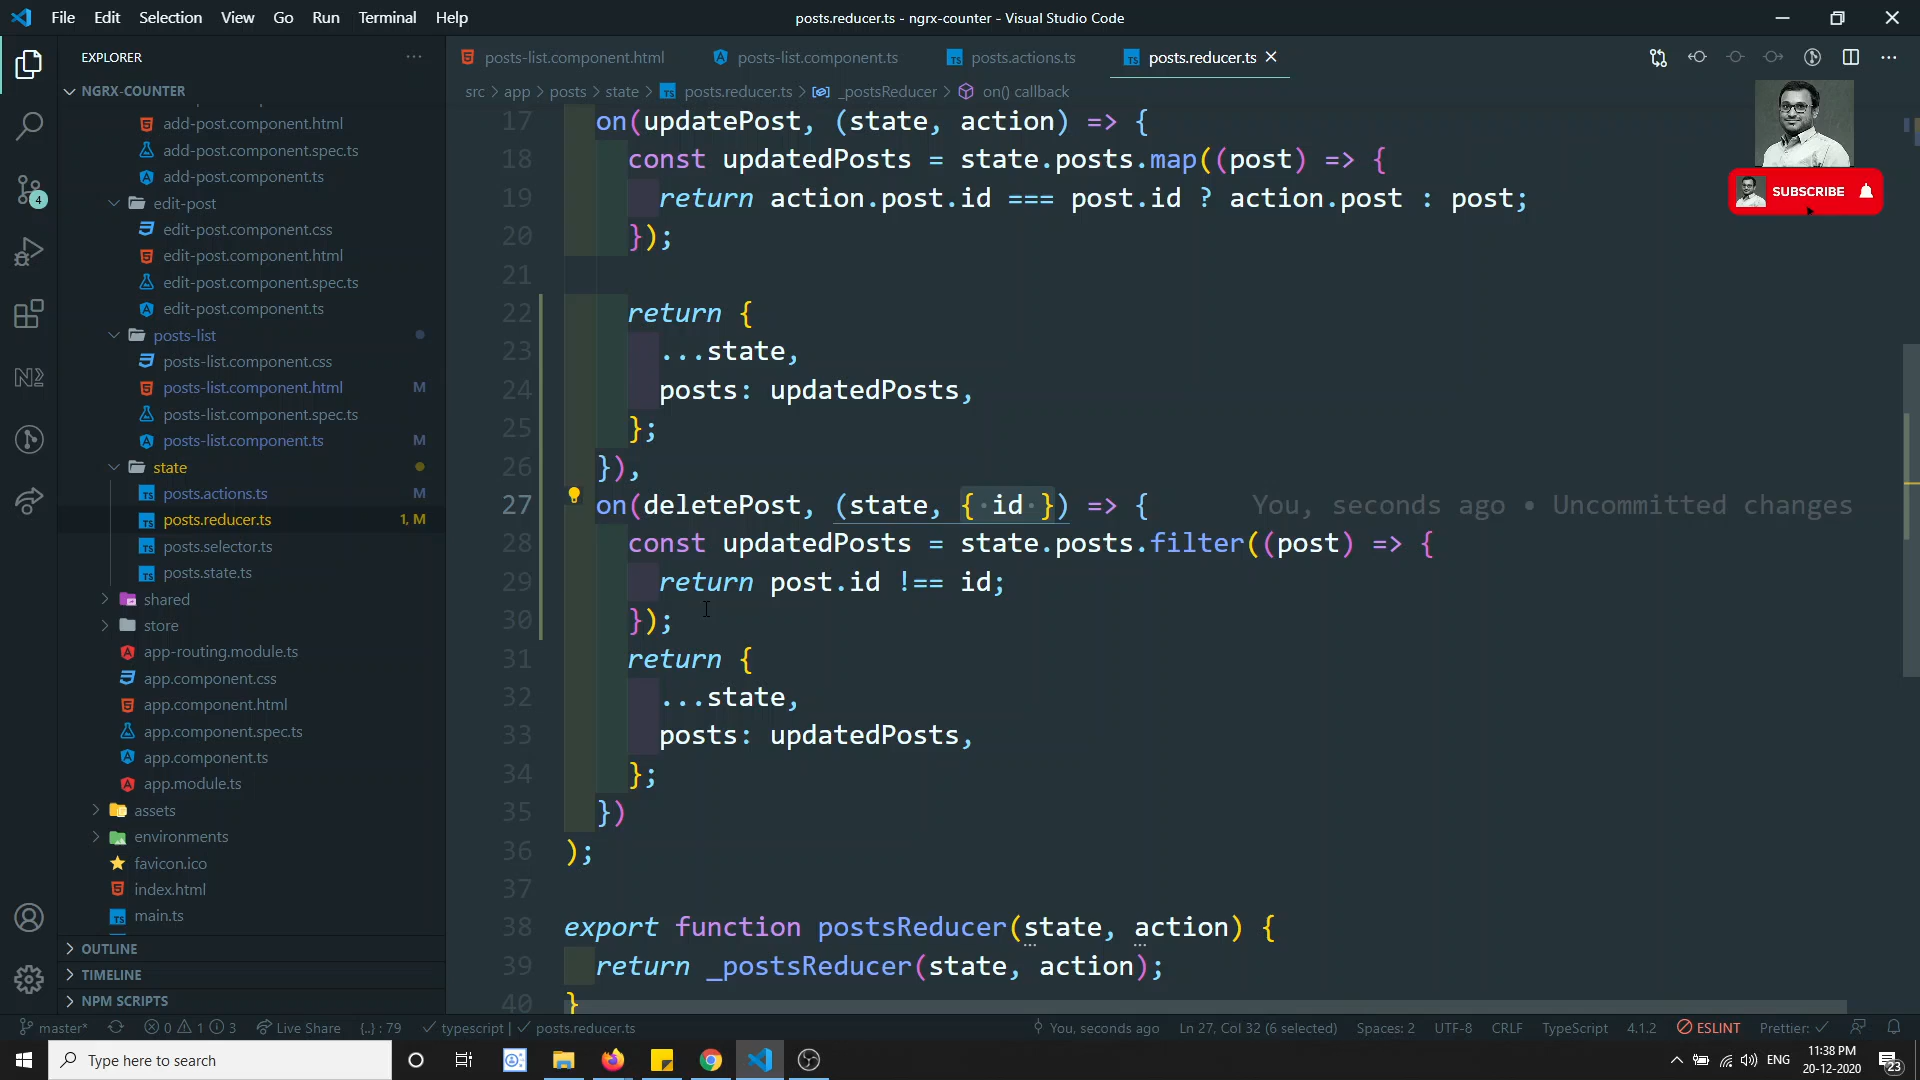 File Edit Selection View Go Run Terminal Help
posts.reducer.ts - ngrx-counter - Visual Studio Code
EXPLORER
NGRX-COUNTER
add-post.component.html
add-post.component.spec.ts
add-post.component.ts
edit-post
edit-post.component.css
edit-post.component.html
edit-post.component.spec.ts
edit-post.component.ts
posts-list
posts-list.component.css
posts-list.component.html M
posts-list.component.spec.ts
posts-list.component.ts M
state
posts.actions.ts M
posts.reducer.ts 1, M
posts.selector.ts
posts.state.ts
shared
store
app-routing.module.ts
app.component.css
app.component.html
app.component.spec.ts
app.component.ts
app.module.ts
assets
environments
favicon.ico
index.html
main.ts
OUTLINE
TIMELINE
NPM SCRIPTS
4
posts-list.component.html posts-list.component.ts posts.actions.ts posts.reducer.ts
src > app > posts > state > posts.reducer.ts > _postsReducer > on() callback
17 on(updatePost, (state, action) => {
18 const updatedPosts = state.posts.map((post) => {
19 return action.post.id === post.id ? action.post : post;
20 });
21
22 return {
23 ...state,
24 posts: updatedPosts,
25 };
26 }),
27 on(deletePost, (state, { id }) => { You, seconds ago • Uncommitted changes
28 const updatedPosts = state.posts.filter((post) => {
29 return post.id !== id;
30 });
31 return {
32 ...state,
33 posts: updatedPosts,
34 };
35 })
36 );
37
38 export function postsReducer(state, action) {
39 return _postsReducer(state, action);
40 }
SUBSCRIBE
master* 0 1 3 Live Share {..} : 79 typescript | posts.reducer.ts You, seconds ago Ln 27, Col 32 (6 selected) Spaces: 2 UTF-8 CRLF TypeScript 4.1.2 ESLINT Prettier:
Type here to search
ENG
11:38 PM
20-12-2020
23